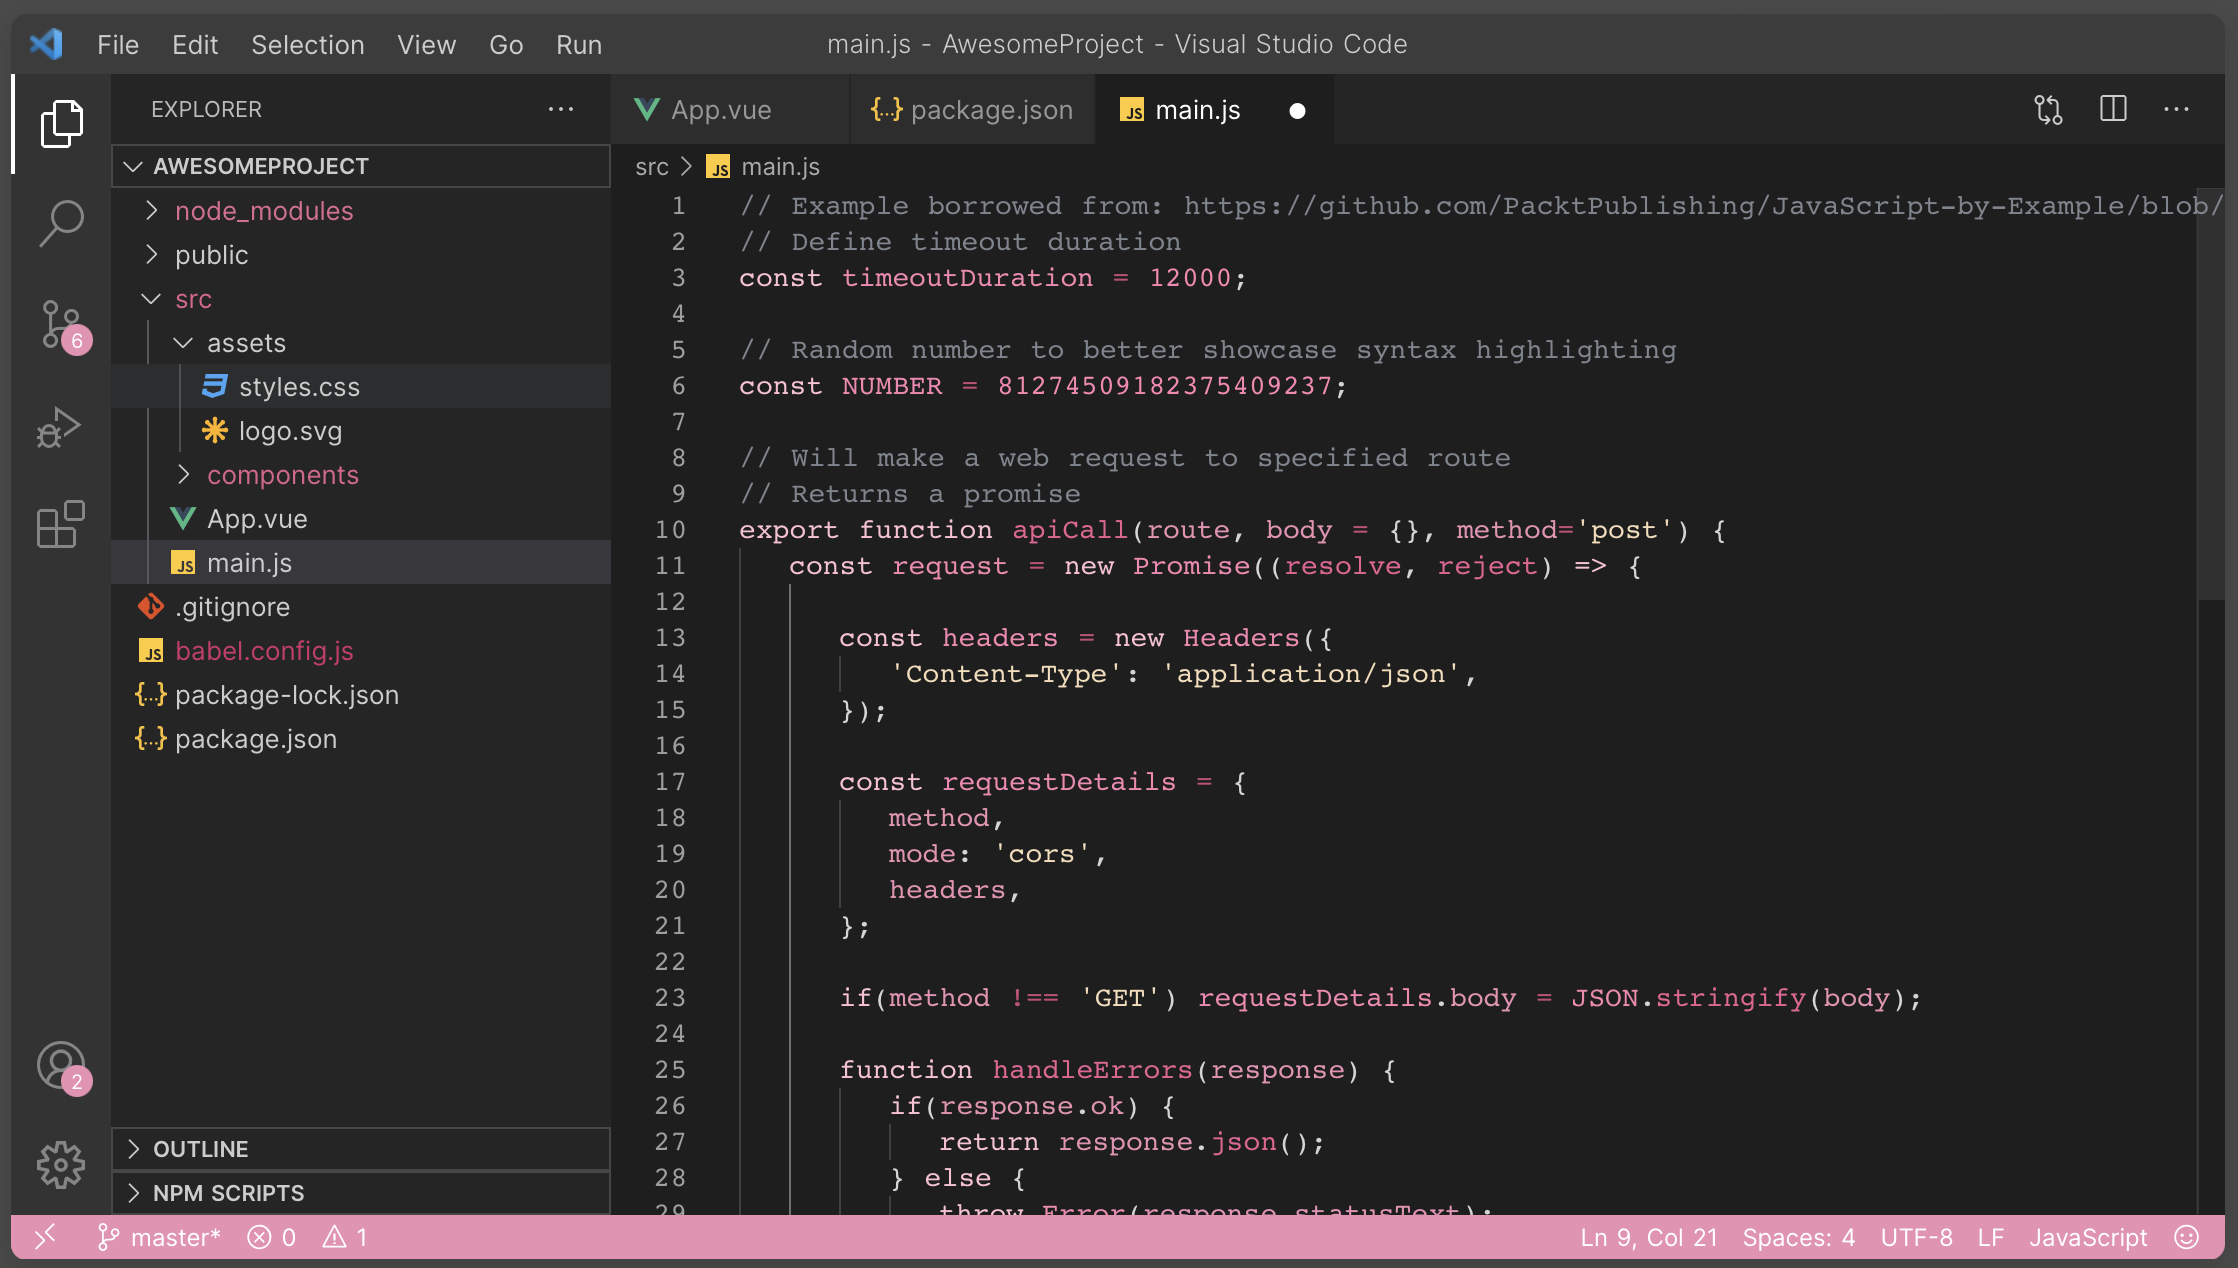 File Edit Selection View Go Run
main.js - AwesomeProject - Visual Studio Code
EXPLORER
AWESOMEPROJECT
node_modules
public
src
assets
styles.css
logo.svg
components
App.vue
JS main.js
.gitignore
JS babel.config.js
{...} package-lock.json
{...} package.json
OUTLINE
NPM SCRIPTS
6
2
App.vue
{...} package.json
JS main.js
src > JS main.js
1 // Example borrowed from: https://github.com/PacktPublishing/JavaScript-by-Example/blob/
2 // Define timeout duration
3 const timeoutDuration = 12000;
4
5 // Random number to better showcase syntax highlighting
6 const NUMBER = 81274509182375409237;
7
8 // Will make a web request to specified route
9 // Returns a promise
10 export function apiCall(route, body = {}, method='post') {
11 const request = new Promise((resolve, reject) => {
12
13 const headers = new Headers({
14 'Content-Type': 'application/json',
15 });
16
17 const requestDetails = {
18 method,
19 mode: 'cors',
20 headers,
21 };
22
23 if(method !== 'GET') requestDetails.body = JSON.stringify(body);
24
25 function handleErrors(response) {
26 if(response.ok) {
27 return response.json();
28 } else {
29 throw Error(response.statusText);
master* 0 1
Ln 9, Col 21 Spaces: 4 UTF-8 LF JavaScript